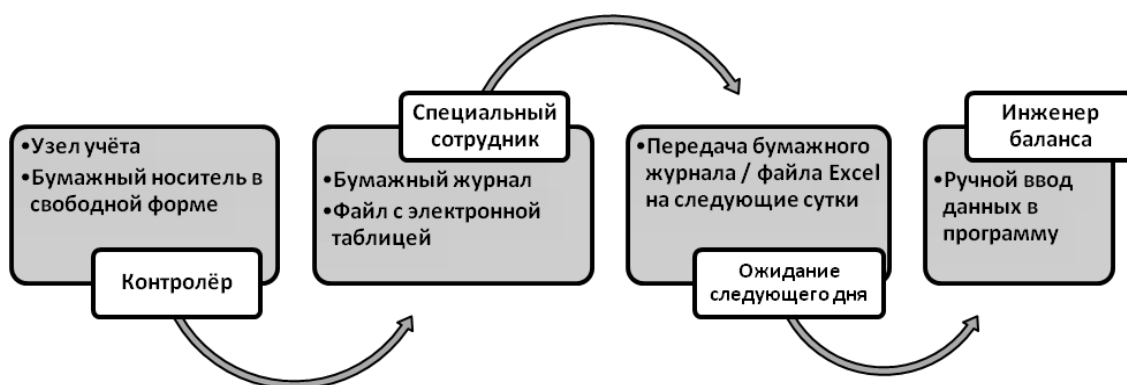 •Узел учёта
•Бумажный носитель в
свободной форме
Контролёр
Специальный
сотрудник
•Бумажный журнал
•Файл с электронной
таблицей
•Передача бумажного
журнала / файла Excel
на следующие сутки
Ожидание
следующего дня
Инженер
баланса
•Ручной ввод
данных в
программу